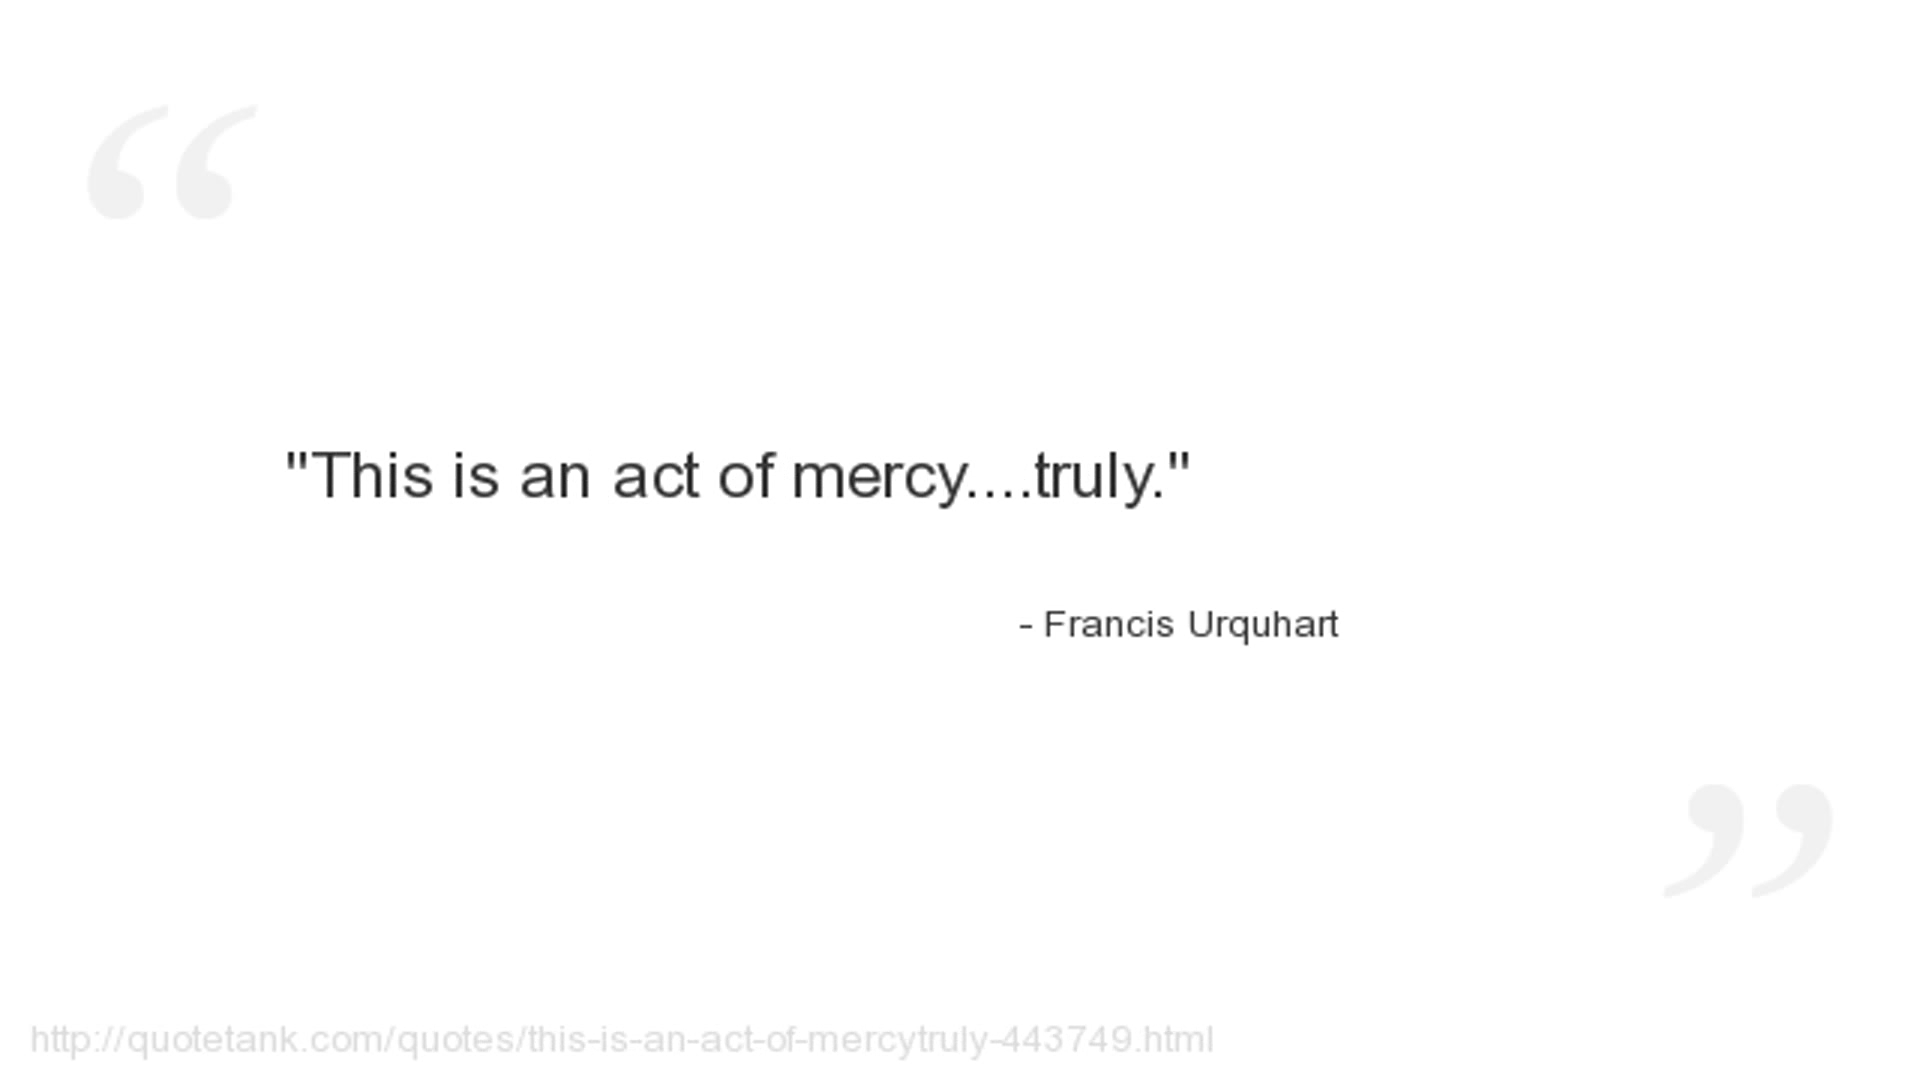 "This is an act of mercy....truly."
- Francis Urquhart
http://quotetank.com/quotes/this-is-an-act-of-mercytruly-443749.html